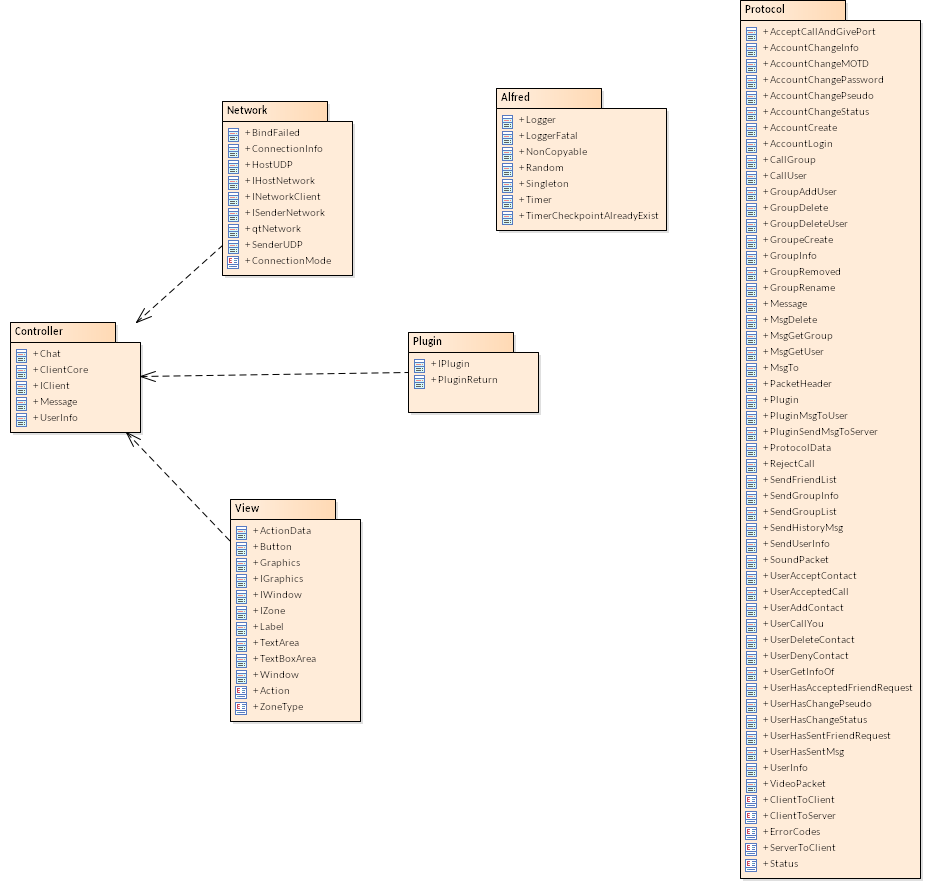 Protocol
+AcceptCallAndGivePort
+AccountChangeInfo
+AccountChangeMOTD
+AccountChangePassword
+AccountChangePseudo
+AccountChangeStatus
+AccountCreate
+AccountLogin
+CallGroup
+CallUser
+GroupAddUser
+GroupDelete
+GroupDeleteUser
+GroupeCreate
+GroupInfo
+GroupRemoved
+GroupRename
+Message
+MsgDelete
+MsgGetGroup
+MsgGetUser
+MsgTo
+PacketHeader
+Plugin
+PluginMsgToUser
+PluginSendMsgToServer
+ProtocolData
+RejectCall
+SendFriendList
+SendGroupInfo
+SendGroupList
+SendHistoryMsg
+SendUserInfo
+SoundPacket
+UserAcceptContact
+UserAcceptedCall
+UserAddContact
+UserCallYou
+UserDeleteContact
+UserDenyContact
+UserGetInfoOf
+UserHasAcceptedFriendRequest
+UserHasChangePseudo
+UserHasChangeStatus
+UserHasSentFriendRequest
+UserHasSentMsg
+UserInfo
+VideoPacket
+ClientToClient
+ClientToServer
+ErrorCodes
+ServerToClient
+Status
Alfred
+Logger
+LoggerFatal
+NonCopyable
+Random
+Singleton
+Timer
+TimerCheckpointAlreadyExist
Network
+BindFailed
+ConnectionInfo
+HostUDP
+IHostNetwork
+INetworkClient
+ISenderNetwork
+qtNetwork
+SenderUDP
+ConnectionMode
Controller
+Chat
+ClientCore
+IClient
+Message
+UserInfo
Plugin
+IPlugin
+PluginReturn
View
+ActionData
+Button
+Graphics
+IGraphics
+IWindow
+IZone
+Label
+TextArea
+TextBoxArea
+Window
+Action
+ZoneType